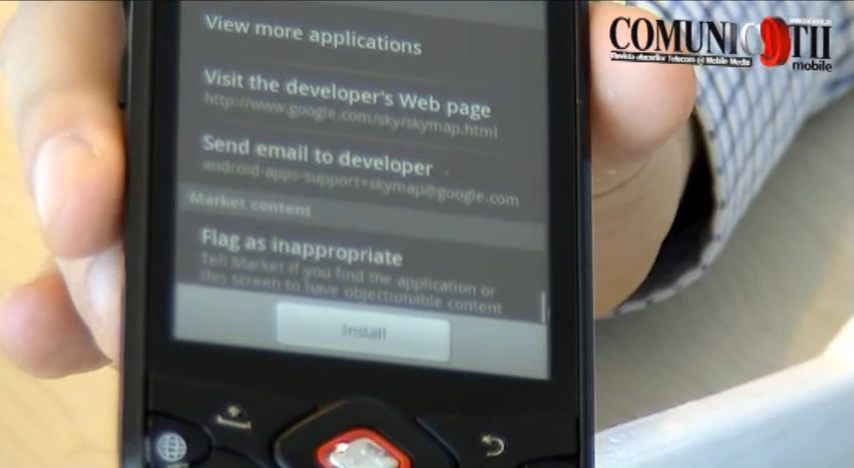 View more applications
Visit the developer's Web page
http://www.google.com/sky/skymap.html
Send email to developer
android-apps-support+skymap@google.com
Market content
Flag as inappropriate
Tell Market if you find the application or
this screen to have objectionable content
Install
COMUNICATII
mobile